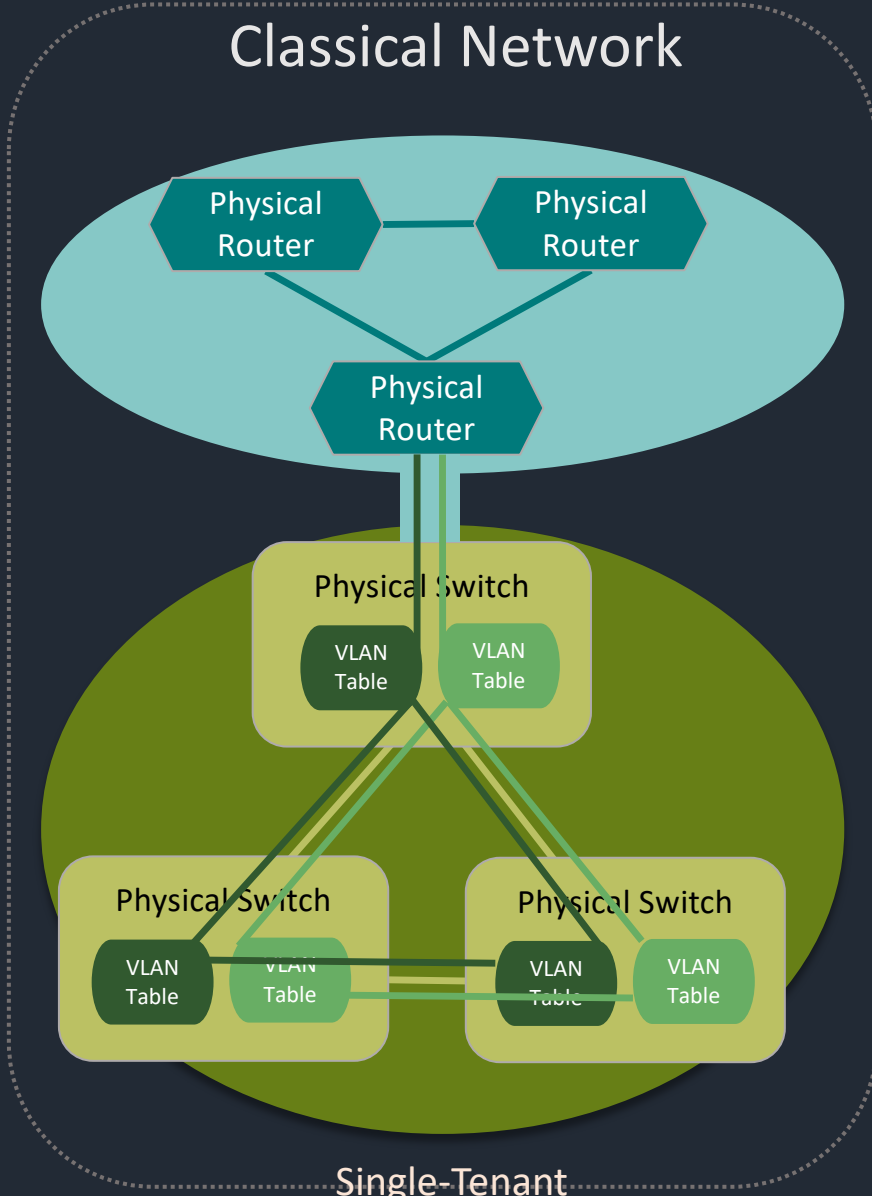 Classical Network
Physical
Router
Physical
Router
Physical
Router
Physical Switch
VLAN
Table
VLAN
Table
Physical Switch
VLAN
Table
VLAN
Table
Physical Switch
VLAN
Table
VLAN
Table
Single-Tenant